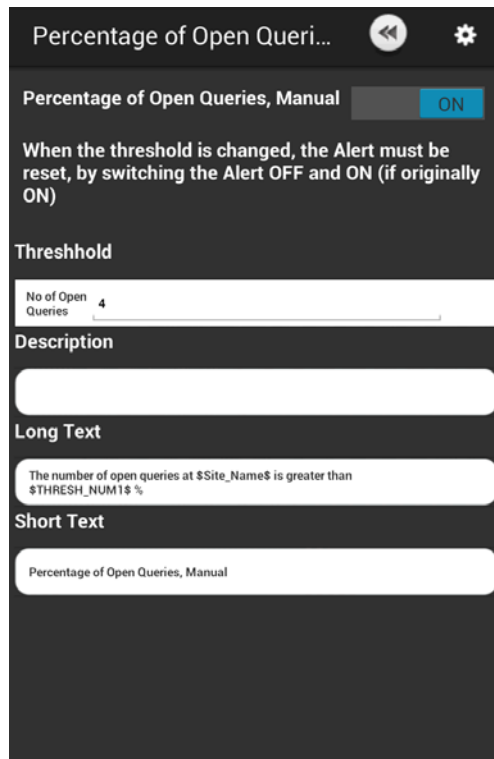 Percentage of Open Queri...
Percentage of Open Queries, Manual
ON
When the threshold is changed, the Alert must be
reset, by switching the Alert OFF and ON (if originally
ON)
Threshhold
No of Open
Queries
4
Description
Long Text
The number of open queries at $Site_Name$ is greater than
$THRESH_NUM1$ %
Short Text
Percentage of Open Queries, Manual